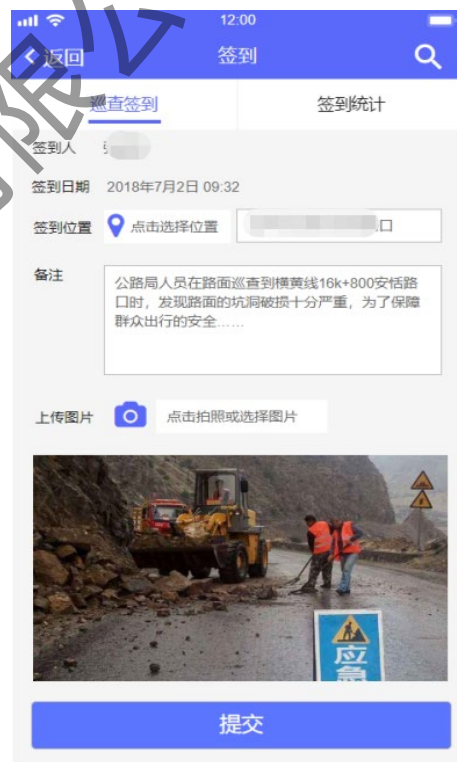 12:00
返回
签到
巡查签到
签到统计
签到人
签到日期 2018年7月2日 09:32
签到位置 点击选择位置 口
备注
公路局人员在路面巡查到横黄线16k+800安恬路
口时，发现路面的坑洞破损十分严重，为了保障
群众出行的安全……
上传图片 点击拍照或选择图片
应
急
提交
有限公